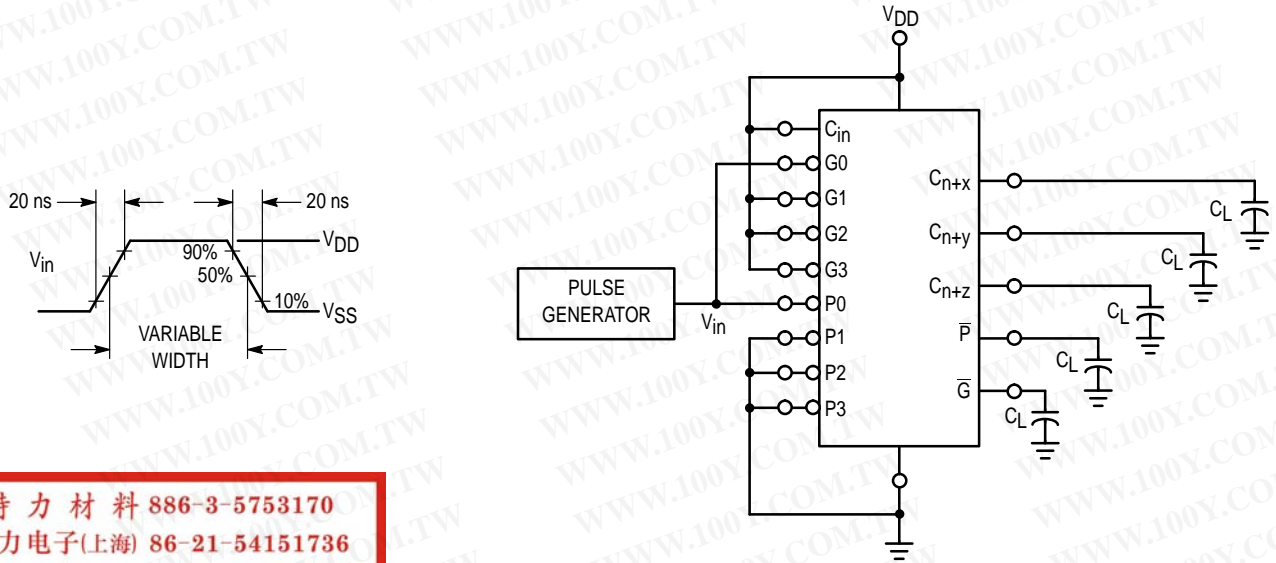 20 ns
20 ns
V_DD
V_in
90%
50%
10%
V_SS
VARIABLE
WIDTH
V_DD
C_in
G0
G1
G2
G3
P0
P1
P2
P3
PULSE
GENERATOR
V_in
C_n+x
C_n+y
C_n+z
P̅
G̅
C_L
C_L
C_L
C_L
C_L
力 材 料 886-3-5753170
力电子(上海) 86-21-54151736
WWW.100Y.COM.TW